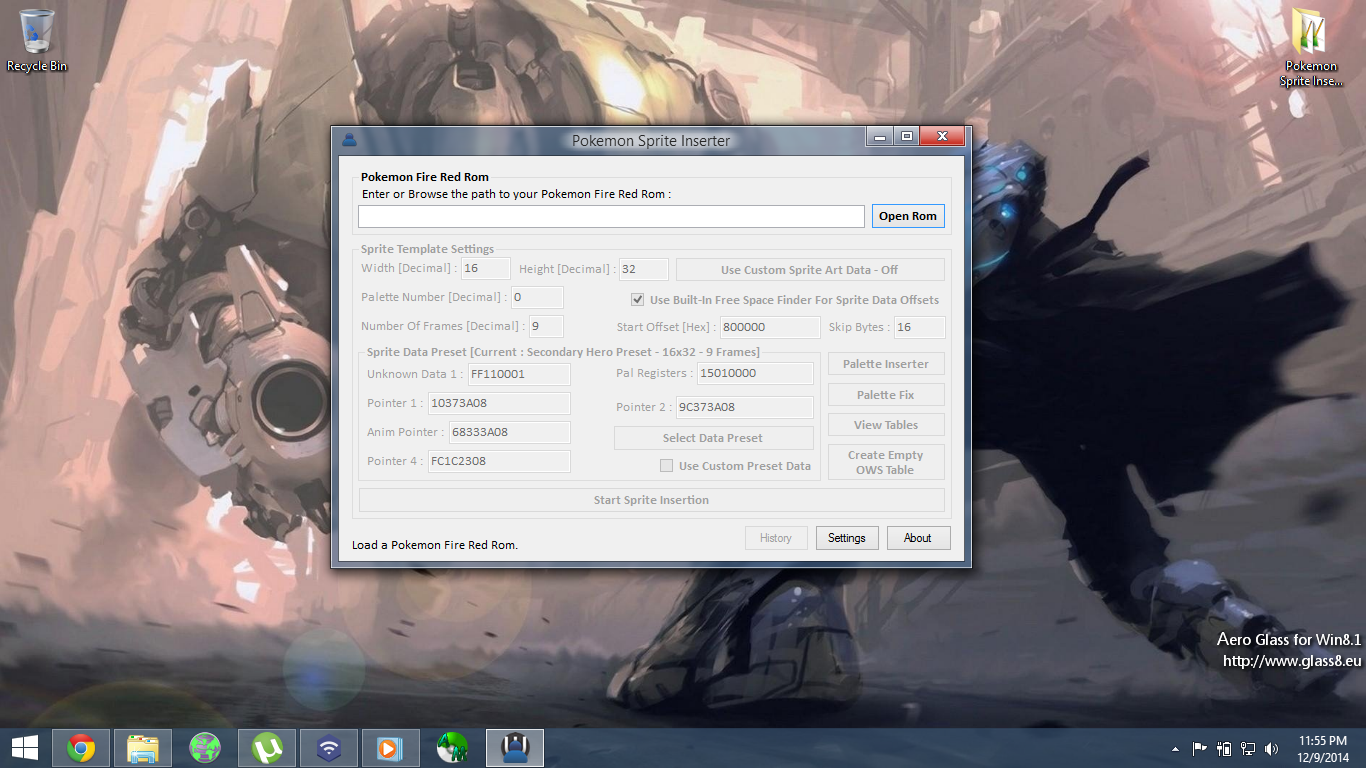 Recycle Bin
Pokemon
Sprite Inse...
Pokemon Sprite Inserter
Pokemon Fire Red Rom
Enter or Browse the path to your Pokemon Fire Red Rom :
Open Rom
Sprite Template Settings
Width [Decimal] : 16 Height [Decimal] : 32 Use Custom Sprite Art Data - Off
Palette Number [Decimal] : 0 Use Built-In Free Space Finder For Sprite Data Offsets
Number Of Frames [Decimal] : 9 Start Offset [Hex] : 800000 Skip Bytes : 16
Sprite Data Preset [Current : Secondary Hero Preset - 16x32 - 9 Frames]
Unknown Data 1 : FF110001 Pal Registers : 15010000
Pointer 1 : 10373A08 Pointer 2 : 9C373A08
Anim Pointer : 68333A08 Select Data Preset
Pointer 4 : FC1C2308 Use Custom Preset Data
Palette Inserter
Palette Fix
View Tables
Create Empty
OWS Table
Start Sprite Insertion
Load a Pokemon Fire Red Rom. History Settings About
Aero Glass for Win8.1
http://www.glass8.eu
11:55 PM
12/9/2014